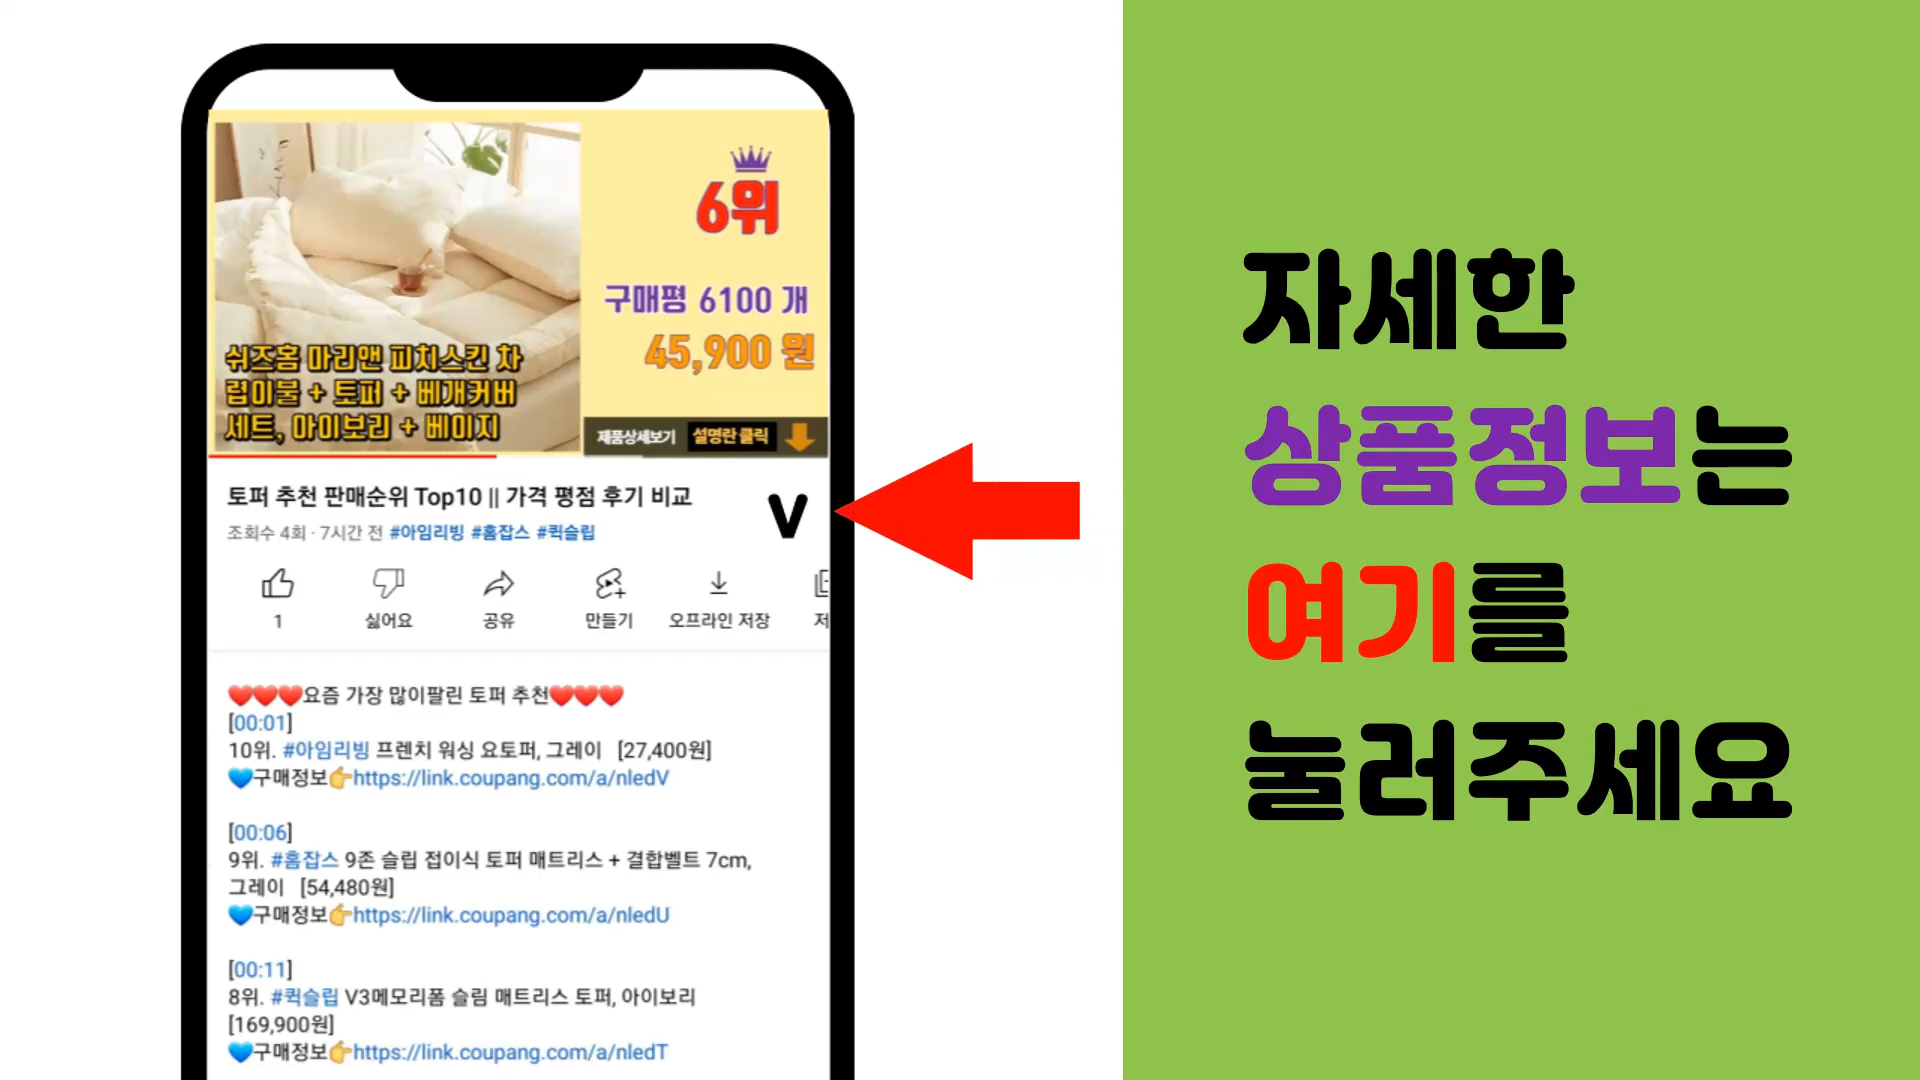 6위
구매평 6100 개
45,900 원
쉬즈홈 마리앤 피치스킨 차
렵이불 + 토퍼 + 베개커버
세트, 아이보리 + 베이지
제품상세보기 설명란 클릭
토퍼 추천 판매순위 Top10 || 가격 평점 후기 비교
V
조회수 4회 · 7시간 전 #아임리빙 #홈잡스 #퀵슬립
1 싫어요 공유 만들기 오프라인 저장 저
❤️❤️❤️요즘 가장 많이팔린 토퍼 추천❤️❤️❤️
[00:01]
10위. #아임리빙 프렌치 워싱 요토퍼, 그레이 [27,400원]
💙구매정보👉https://link.coupang.com/a/nledV
[00:06]
9위. #홈잡스 9존 슬립 접이식 토퍼 매트리스 + 결합벨트 7cm,
그레이 [54,480원]
💙구매정보👉https://link.coupang.com/a/nledU
[00:11]
8위. #퀵슬립 V3메모리폼 슬림 매트리스 토퍼, 아이보리
[169,900원]
💙구매정보👉https://link.coupang.com/a/nledT
자세한
상품정보는
여기를
눌러주세요